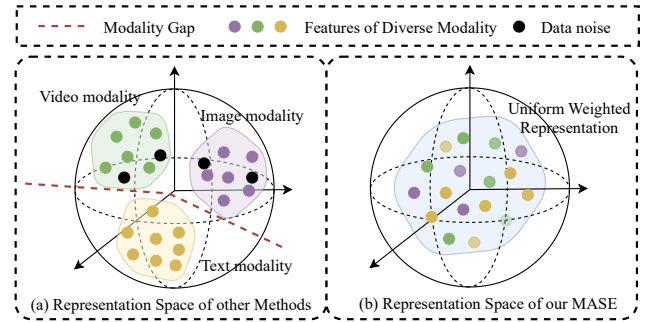 Modality Gap
Features of Diverse Modality
Data noise
Video modality
Image modality
Text modality
(a) Representation Space of other Methods
Uniform Weighted
Representation
(b) Representation Space of our MASE